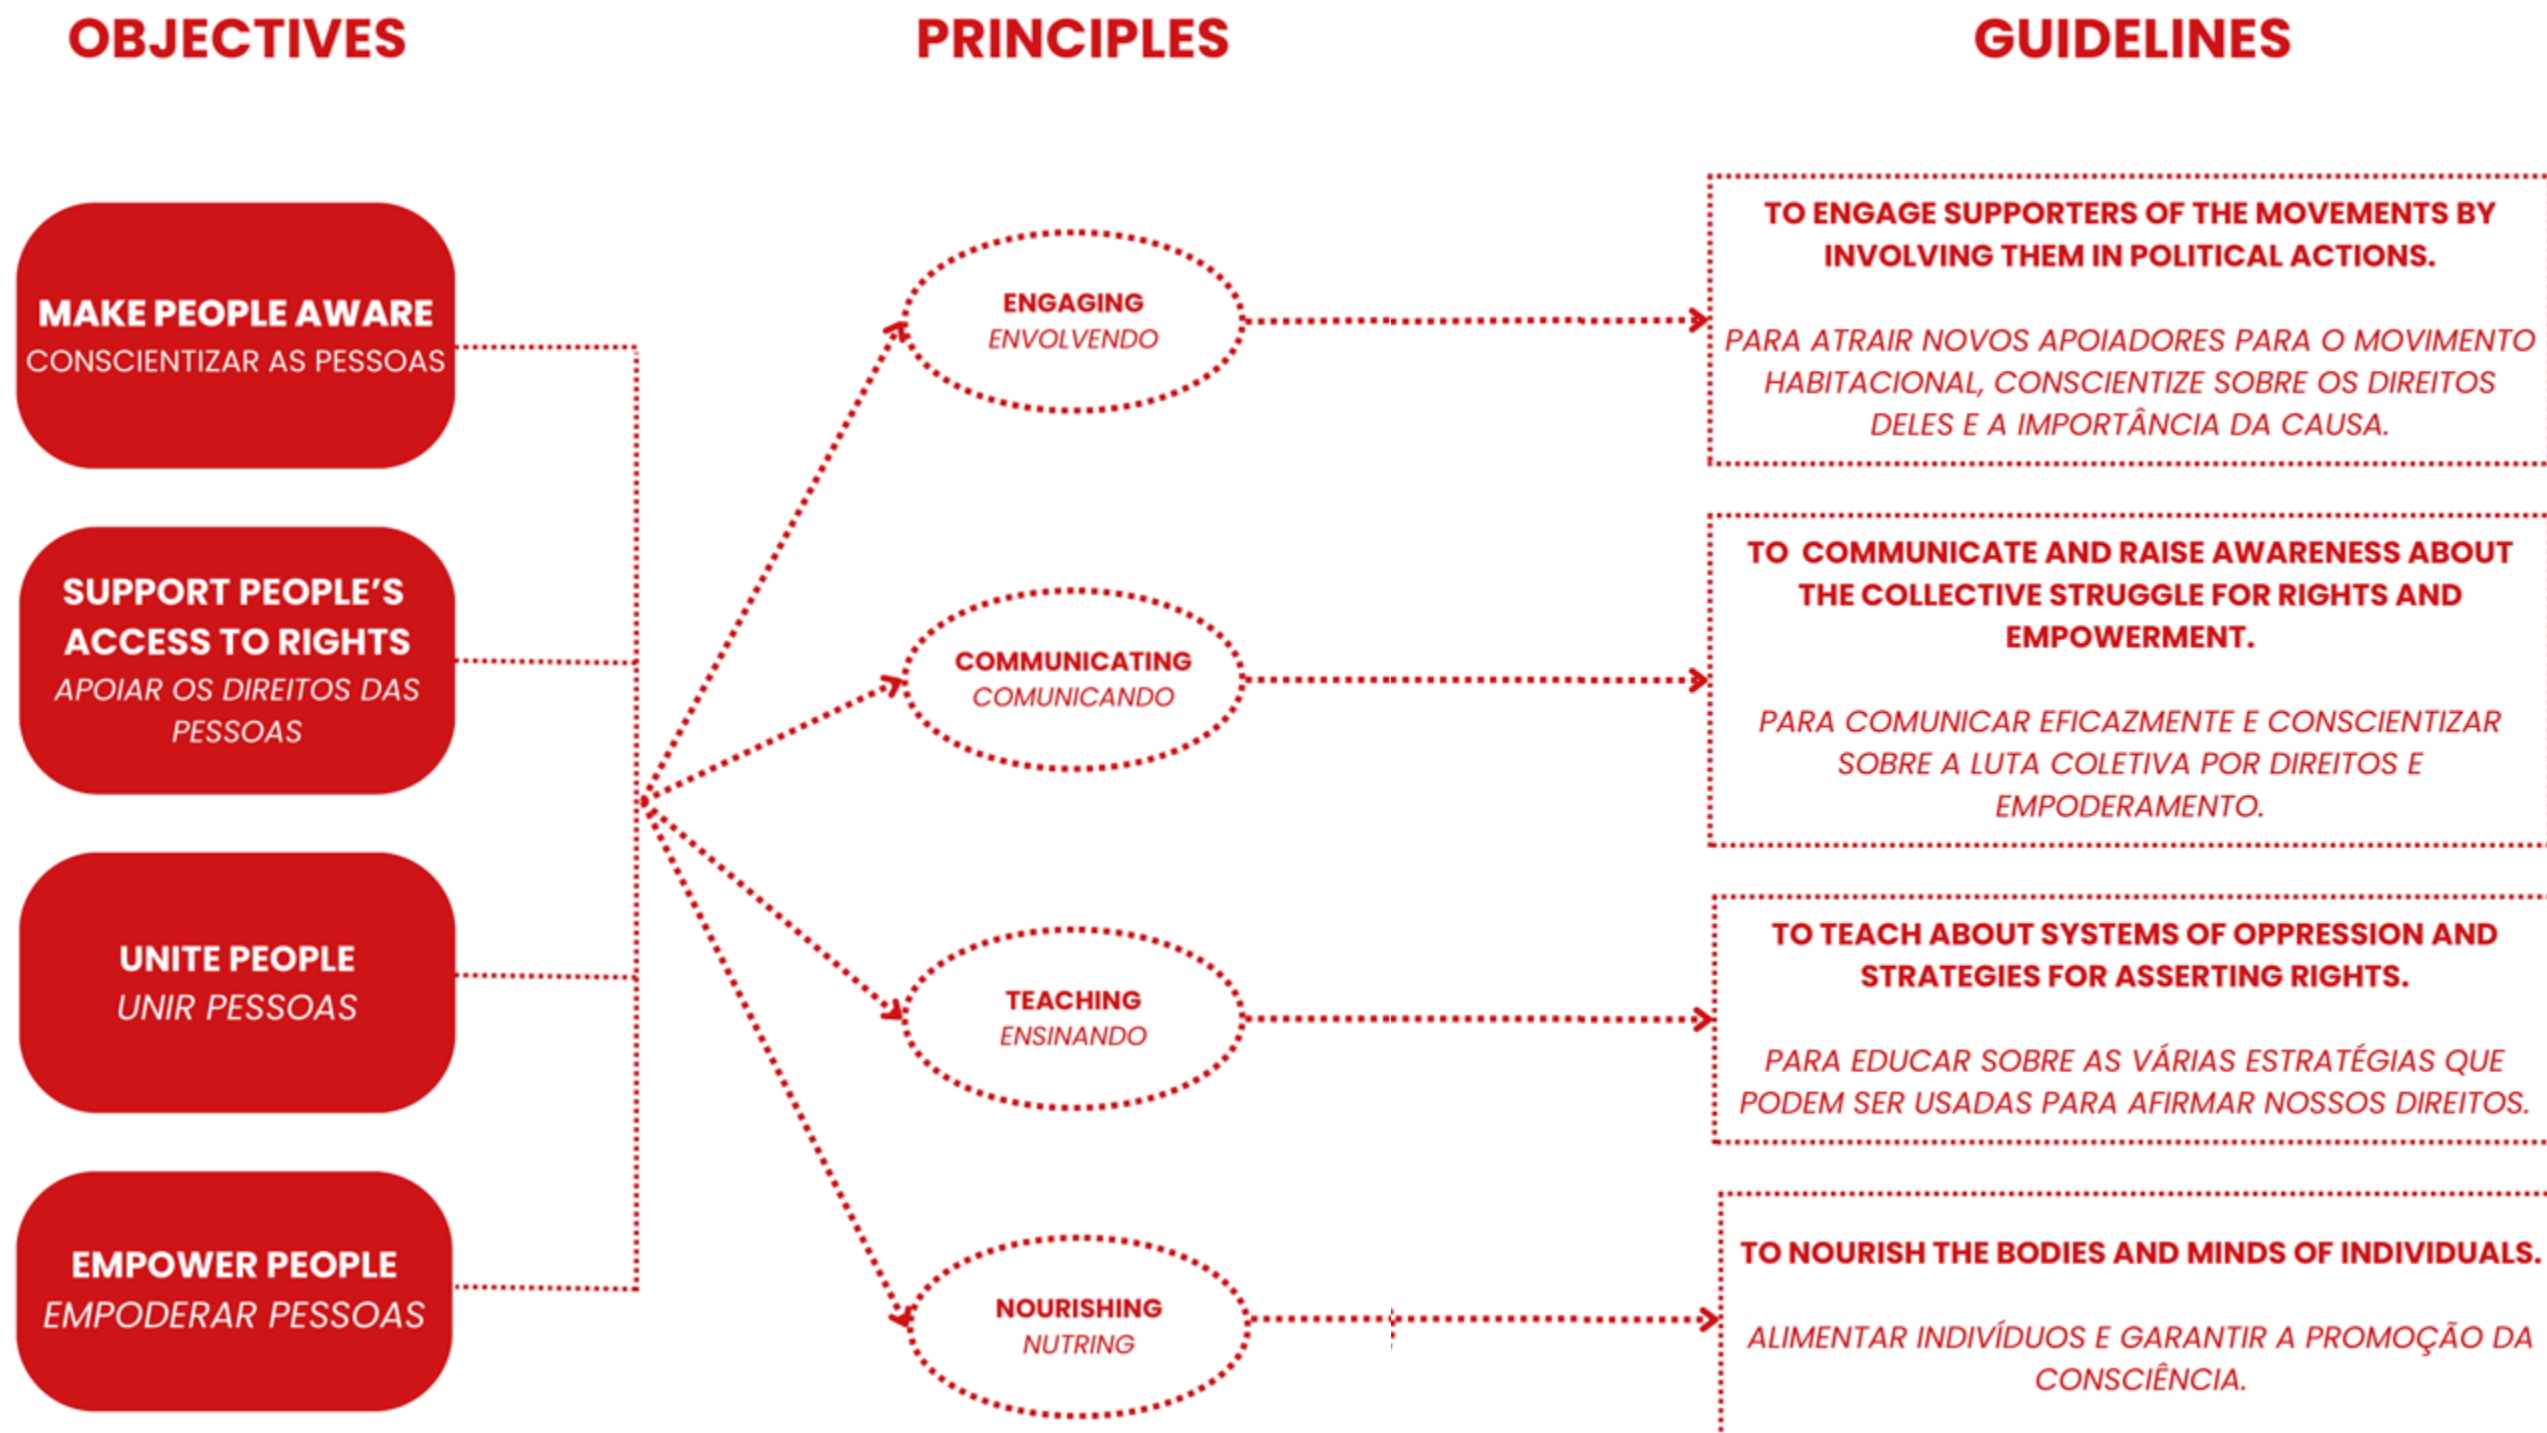 OBJECTIVES
PRINCIPLES
GUIDELINES
MAKE PEOPLE AWARE
CONSCIENTIZAR AS PESSOAS
SUPPORT PEOPLE'S
ACCESS TO RIGHTS
APOIAR OS DIREITOS DAS
PESSOAS
UNITE PEOPLE
UNIR PESSOAS
EMPOWER PEOPLE
EMPODERAR PESSOAS
ENGAGING
ENVOLVENDO
COMMUNICATING
COMUNICANDO
TEACHING
ENSINANDO
NOURISHING
NUTRING
TO ENGAGE SUPPORTERS OF THE MOVEMENTS BY
INVOLVING THEM IN POLITICAL ACTIONS.
PARA ATRAIR NOVOS APOIADORES PARA O MOVIMENTO
HABITACIONAL, CONSCIENTIZE SOBRE OS DIREITOS
DELES E A IMPORTÂNCIA DA CAUSA.
TO COMMUNICATE AND RAISE AWARENESS ABOUT
THE COLLECTIVE STRUGGLE FOR RIGHTS AND
EMPOWERMENT.
PARA COMUNICAR EFICAZMENTE E CONSCIENTIZAR
SOBRE A LUTA COLETIVA POR DIREITOS E
EMPODERAMENTO.
TO TEACH ABOUT SYSTEMS OF OPPRESSION AND
STRATEGIES FOR ASSERTING RIGHTS.
PARA EDUCAR SOBRE AS VÁRIAS ESTRATÉGIAS QUE
PODEM SER USADAS PARA AFIRMAR NOSSOS DIREITOS.
TO NOURISH THE BODIES AND MINDS OF INDIVIDUALS.
ALIMENTAR INDIVÍDUOS E GARANTIR A PROMOÇÃO DA
CONSCIÊNCIA.